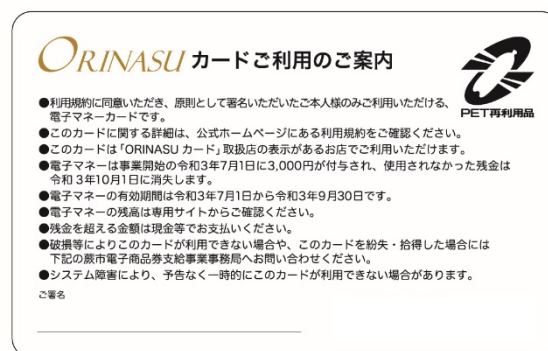 ORINASU カードご利用のご案内
PET再利用品
●利用規約に同意いただき、原則として署名いただいたご本人様のみご利用いただける、
電子マネーカードです。
●このカードに関する詳細は、公式ホームページにある利用規約をご確認ください。
●このカードは「ORINASUカード」取扱店の表示があるお店でご利用いただけます。
●電子マネーは事業開始の令和3年7月1日に3,000円が付与され、使用されなかった残金は
令和3年10月1日に消失します。
●電子マネーの有効期間は令和3年7月1日から令和3年9月30日です。
●電子マネーの残高は専用サイトからご確認ください。
●残金を超える金額は現金等でお支払いください。
●破損等によりこのカードが利用できない場合や、このカードを紛失・拾得した場合には
下記の蕨市電子商品券支給事業事務局へお問い合わせください。
●システム障害により、予告なく一時的にこのカードが利用できない場合があります。
ご署名